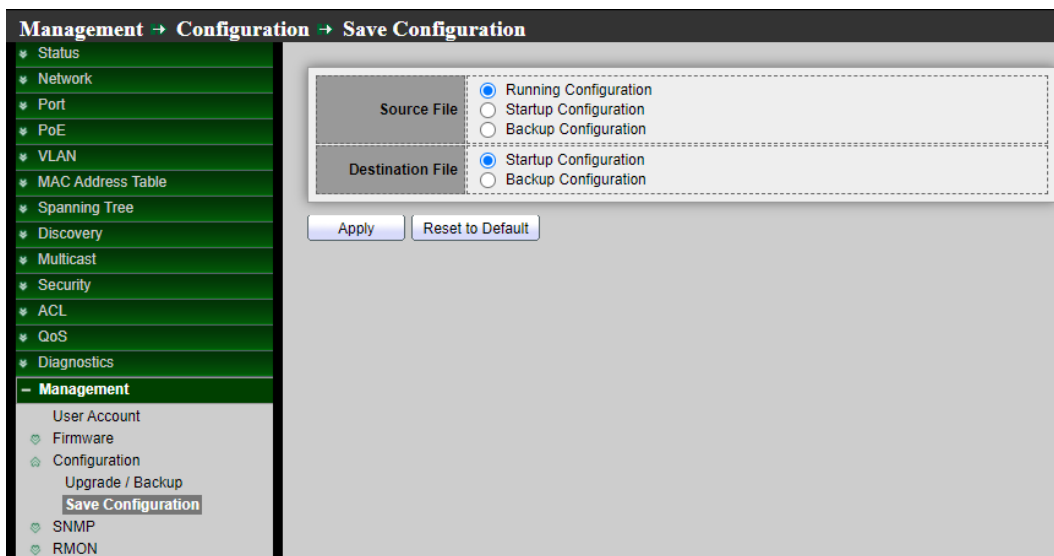 Management → Configuration → Save Configuration
Status
Network
Port
PoE
VLAN
MAC Address Table
Spanning Tree
Discovery
Multicast
Security
ACL
QoS
Diagnostics
Management
User Account
Firmware
Configuration
Upgrade / Backup
Save Configuration
SNMP
RMON
Source File
Running Configuration
Startup Configuration
Backup Configuration
Destination File
Startup Configuration
Backup Configuration
Apply Reset to Default